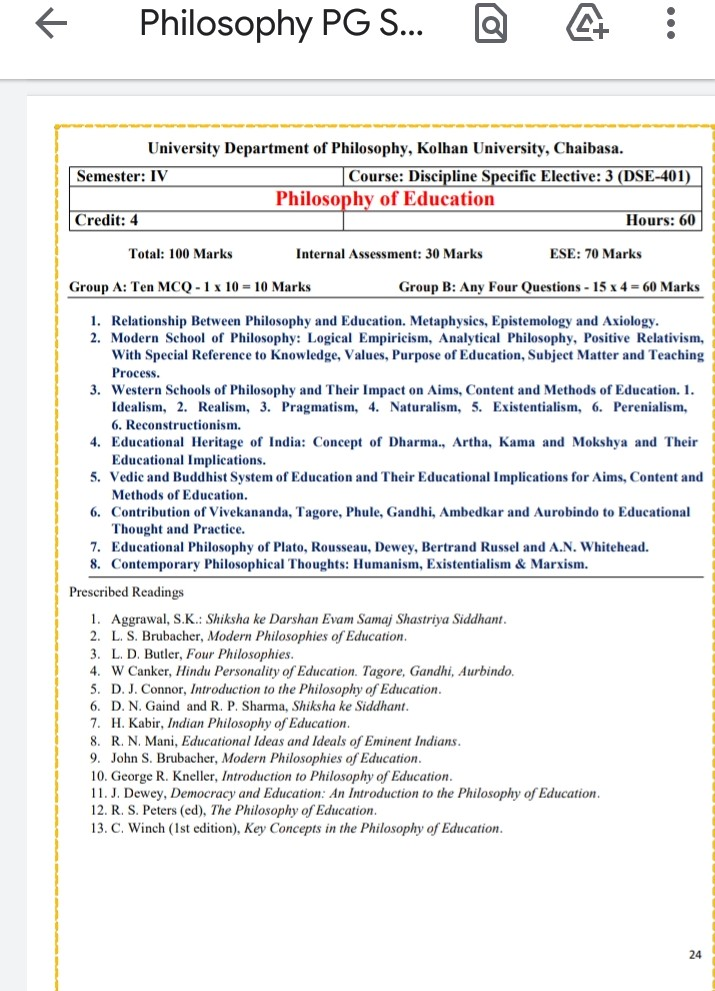 Philosophy PG S...
University Department of Philosophy, Kolhan University, Chaibasa.
Semester: IV Course: Discipline Specific Elective: 3 (DSE-401)
Philosophy of Education
Credit: 4 Hours: 60
Total: 100 Marks Internal Assessment: 30 Marks ESE: 70 Marks
Group A: Ten MCQ - 1 x 10 = 10 Marks Group B: Any Four Questions - 15 x 4 = 60 Marks
1. Relationship Between Philosophy and Education. Metaphysics, Epistemology and Axiology.
2. Modern School of Philosophy: Logical Empiricism, Analytical Philosophy, Positive Relativism,
With Special Reference to Knowledge, Values, Purpose of Education, Subject Matter and Teaching
Process.
3. Western Schools of Philosophy and Their Impact on Aims, Content and Methods of Education. 1.
Idealism, 2. Realism, 3. Pragmatism, 4. Naturalism, 5. Existentialism, 6. Perenialism,
6. Reconstructionism.
4. Educational Heritage of India: Concept of Dharma., Artha, Kama and Mokshya and Their
Educational Implications.
5. Vedic and Buddhist System of Education and Their Educational Implications for Aims, Content and
Methods of Education.
6. Contribution of Vivekananda, Tagore, Phule, Gandhi, Ambedkar and Aurobindo to Educational
Thought and Practice.
7. Educational Philosophy of Plato, Rousseau, Dewey, Bertrand Russel and A.N. Whitehead.
8. Contemporary Philosophical Thoughts: Humanism, Existentialism & Marxism.
Prescribed Readings
1. Aggrawal, S.K.: Shiksha ke Darshan Evam Samaj Shastriya Siddhant.
2. L. S. Brubacher, Modern Philosophies of Education.
3. L. D. Butler, Four Philosophies.
4. W Canker, Hindu Personality of Education. Tagore, Gandhi, Aurbindo.
5. D. J. Connor, Introduction to the Philosophy of Education.
6. D. N. Gaind and R. P. Sharma, Shiksha ke Siddhant.
7. H. Kabir, Indian Philosophy of Education.
8. R. N. Mani, Educational Ideas and Ideals of Eminent Indians.
9. John S. Brubacher, Modern Philosophies of Education.
10. George R. Kneller, Introduction to Philosophy of Education.
11. J. Dewey, Democracy and Education: An Introduction to the Philosophy of Education.
12. R. S. Peters (ed), The Philosophy of Education.
13. C. Winch (1st edition), Key Concepts in the Philosophy of Education.
24